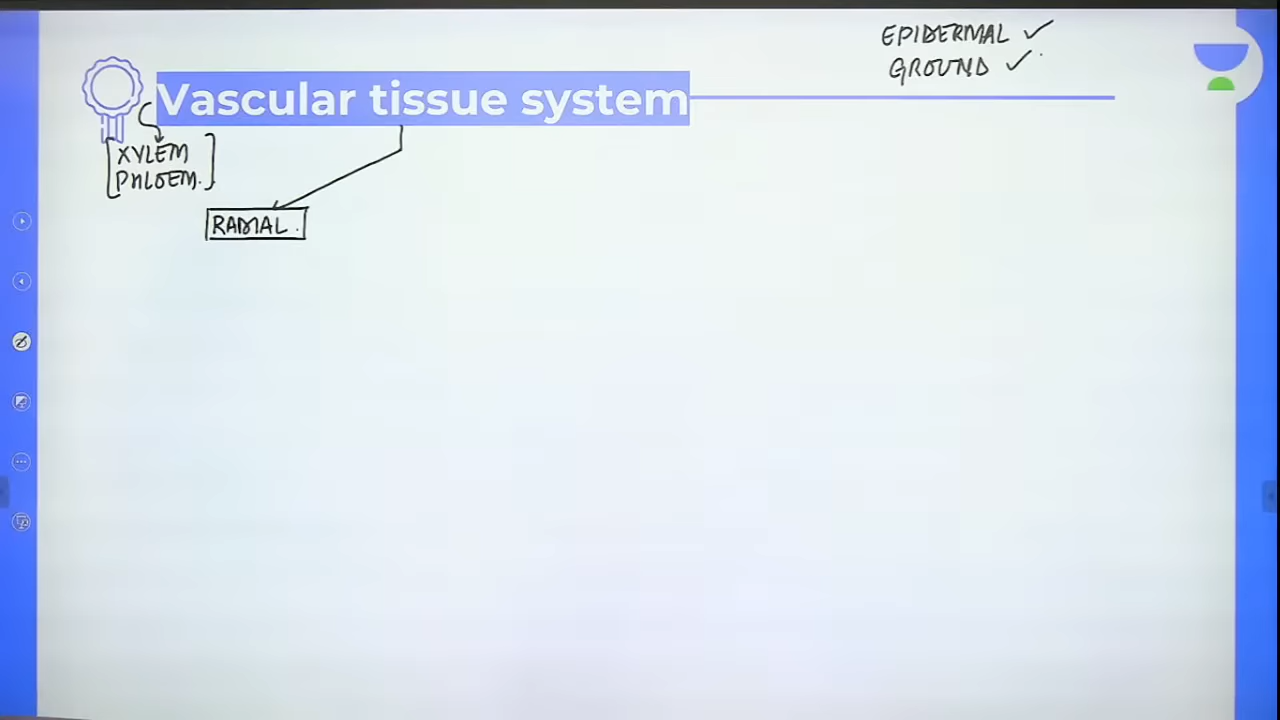 EPIDERMAL ✓
GROUND ✓
Vascular tissue system
XYLEM
PHLOEM.
RADIAL.